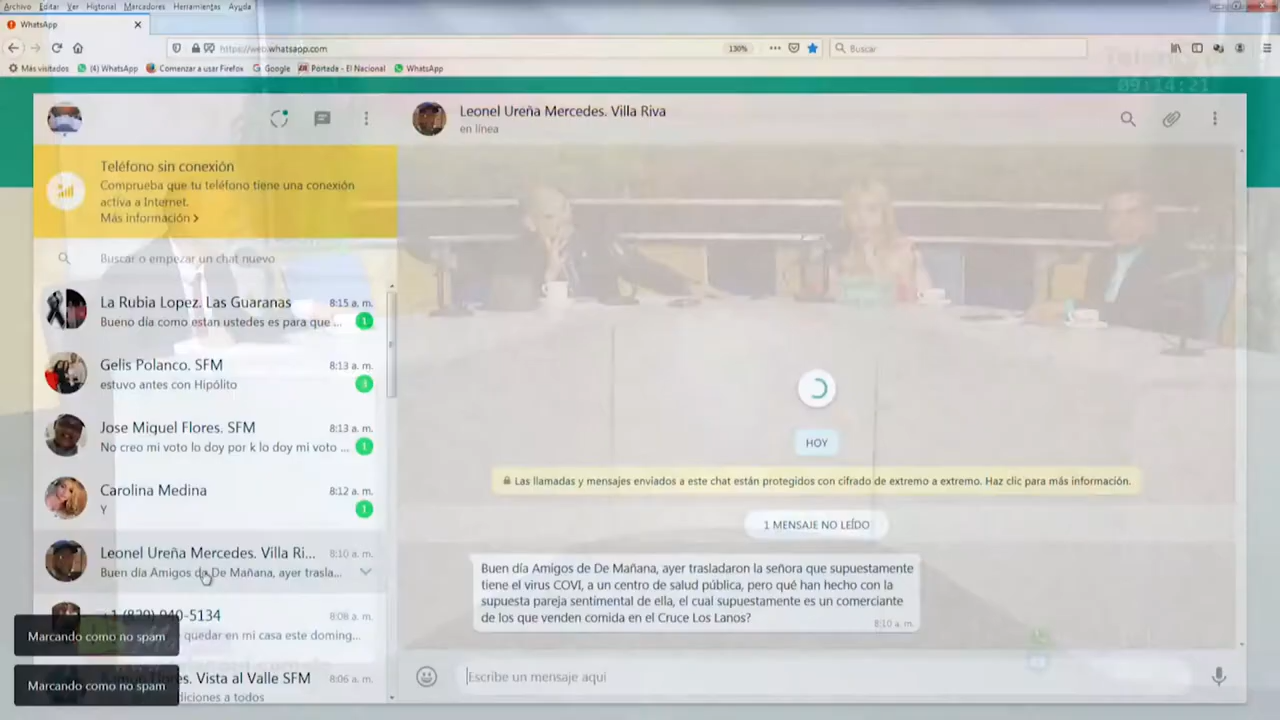 Archivo Editar Ver Historial Marcadores Herramientas Ayuda
WhatsApp
https://web.whatsapp.com
130%
Buscar
Más visitados
(4) WhatsApp
Comenzar a usar Firefox
Google
Portada - El Nacional
WhatsApp
09:14:21
Teléfono sin conexión
Comprueba que tu teléfono tiene una conexión
activa a Internet.
Más información >
Buscar o empezar un chat nuevo
La Rubia Lopez. Las Guaranas
8:15 a. m.
Bueno día como estan ustedes es para que ...
1
Gelis Polanco. SFM
8:13 a. m.
estuvo antes con Hipólito
Jose Miguel Flores. SFM
8:13 a. m.
No creo mi voto lo doy por k lo doy mi voto ...
1
Carolina Medina
8:12 a. m.
Y
1
Leonel Ureña Mercedes. Villa Ri...
8:10 a. m.
Buen día Amigos de De Mañana, ayer trasla...
(829) 940-5134
8:08 a. m.
quedar en mi casa este doming...
Marcando como no spam
Flores. Vista al Valle SFM
8:06 a. m.
a todos
Marcando como no spam
Leonel Ureña Mercedes. Villa Riva
en línea
HOY
Las llamadas y mensajes enviados a este chat están protegidos con cifrado de extremo a extremo. Haz clic para más información.
1 MENSAJE NO LEÍDO
Buen día Amigos de De Mañana, ayer trasladaron la señora que supuestamente
tiene el virus COVI, a un centro de salud pública, pero qué han hecho con la
supuesta pareja sentimental de ella, el cual supuestamente es un comerciante
de los que venden comida en el Cruce Los Lanos?
8:10 a. m.
Escribe un mensaje aquí